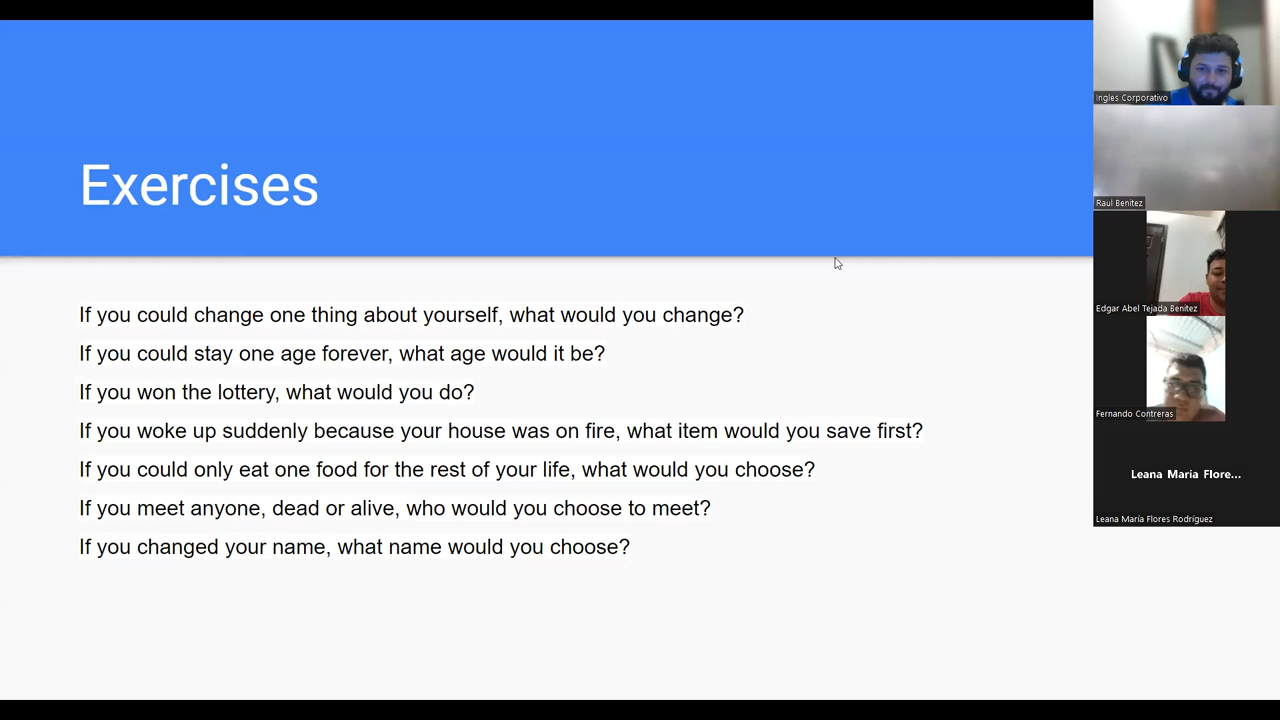 Exercises
If you could change one thing about yourself, what would you change?
If you could stay one age forever, what age would it be?
If you won the lottery, what would you do?
If you woke up suddenly because your house was on fire, what item would you save first?
If you could only eat one food for the rest of your life, what would you choose?
If you meet anyone, dead or alive, who would you choose to meet?
If you changed your name, what name would you choose?
Ingles Corporativo
Raul Benitez
Edgar Abel Tejada Benitez
Fernando Contreras
Leana María Flore...
Leana María Flores Rodríguez